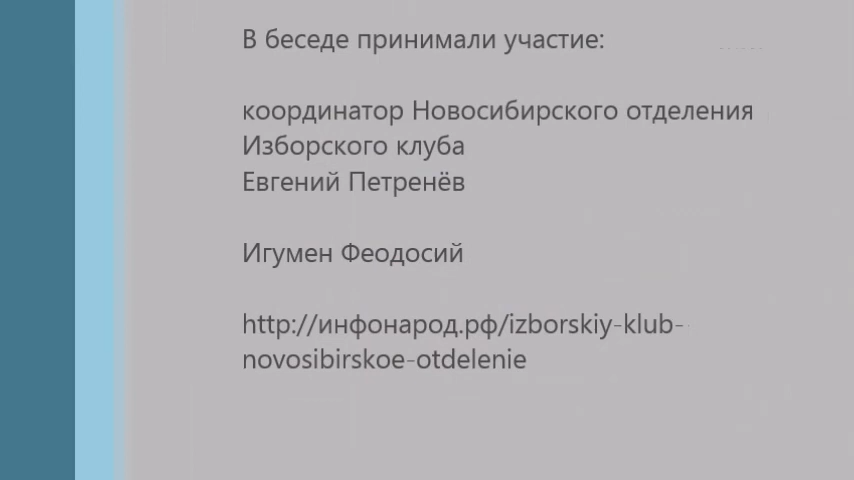 В беседе принимали участие:
координатор Новосибирского отделения
Изборского клуба
Евгений Петренёв
Игумен Феодосий
http://инфонарод.рф/izborskiy-klub-
novosibirskoe-otdelenie